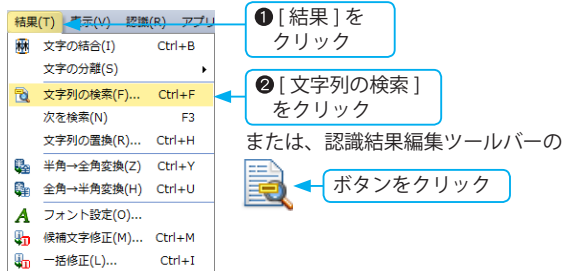 結果(T) 表示(V) 認識(R) アプリ
文字の結合(I) Ctrl+B
文字の分離(S)
文字列の検索(F)... Ctrl+F
次を検索(N) F3
文字列の置換(R)... Ctrl+H
半角→全角変換(Z) Ctrl+Y
全角→半角変換(H) Ctrl+U
フォント設定(O)...
候補文字修正(M)... Ctrl+M
一括修正(L)... Ctrl+I
❶ [ 結果 ] を
クリック
❷ [ 文字列の検索 ]
をクリック
または、認識結果編集ツールバーの
ボタンをクリック